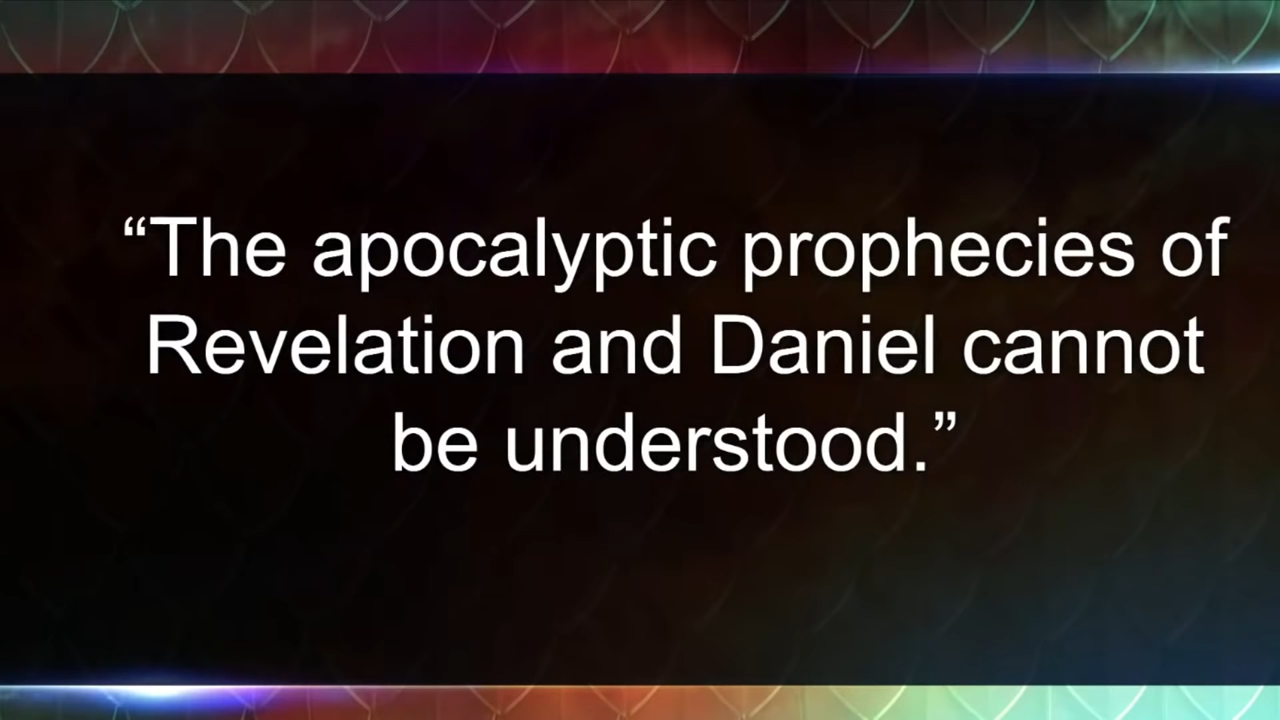 “The apocalyptic prophecies of
Revelation and Daniel cannot
be understood.”